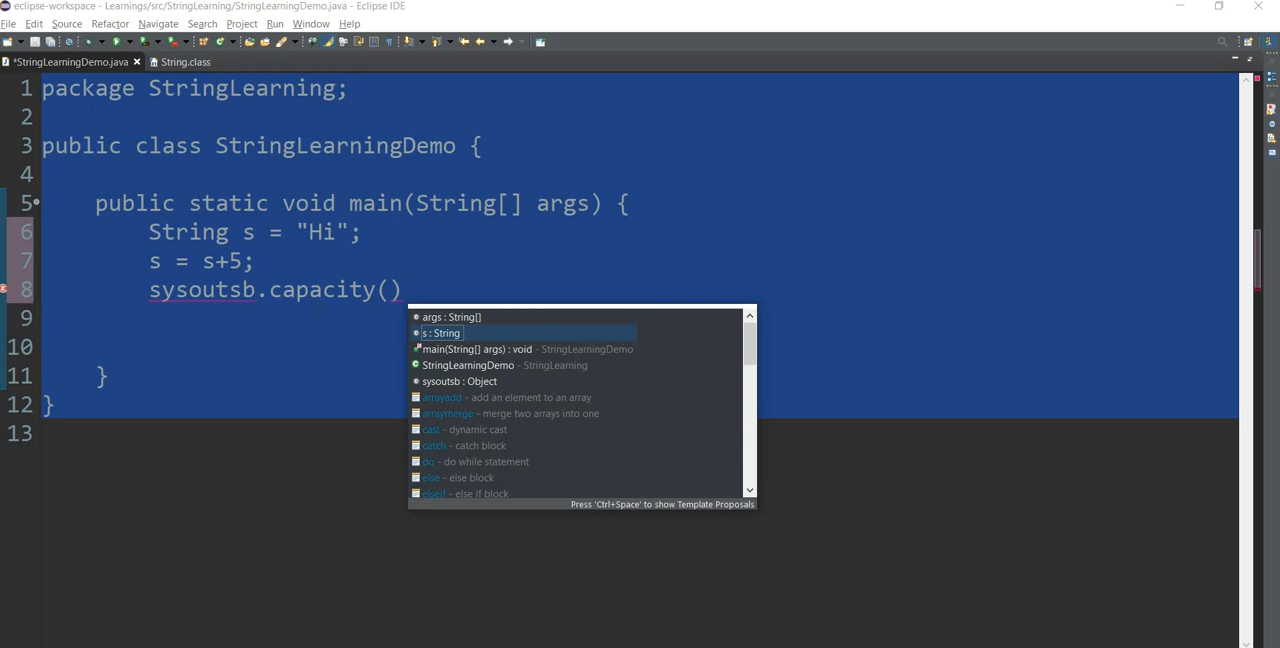 eclipse-workspace - Learnings/src/StringLearning/StringLearningDemo.java - Eclipse IDE
File Edit Source Refactor Navigate Search Project Run Window Help
*StringLearningDemo.java String.class
1 package StringLearning;
2
3 public class StringLearningDemo {
4
5 public static void main(String[] args) {
6 String s = "Hi";
7 s = s+5;
8 sysoutsb.capacity()
9
10
11 }
12 }
13
args : String[]
s : String
main(String[] args) : void - StringLearningDemo
StringLearningDemo - StringLearning
sysoutsb : Object
arrayadd - add an element to an array
arraymerge - merge two arrays into one
cast - dynamic cast
catch - catch block
do - do while statement
else - else block
elseif - else if block
Press 'Ctrl+Space' to show Template Proposals